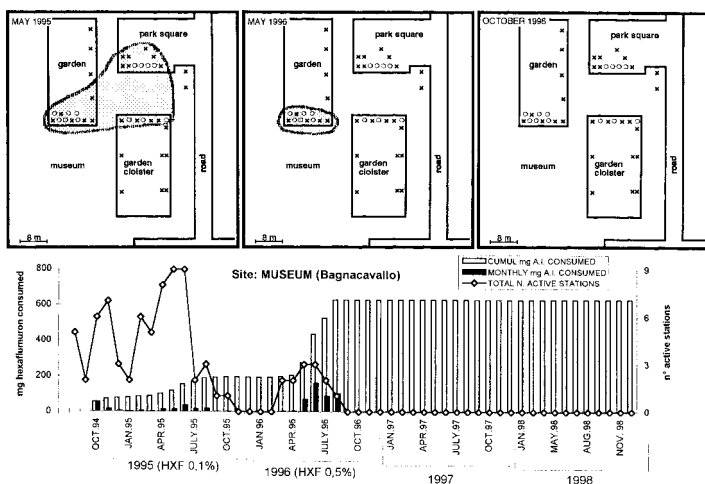 MAY 1995
park square
garden
museum
garden
cloister
road
8 m
MAY 1996
park square
garden
museum
garden
cloister
road
8 m
OCTOBER 1996
park square
garden
museum
garden
cloister
road
8 m
Site: MUSEUM (Bagnacavallo)
CUMUL mg A.I. CONSUMED
MONTHLY mg A.I. CONSUMED
TOTAL N. ACTIVE STATIONS
mg hexaflumuron consumed
800
600
400
200
0
9
6
3
0
n° active stations
OCT.94
JAN.95
APR.95
JULY.95
OCT.95
JAN.96
APR.96
JULY.96
OCT.96
JAN.97
APR.97
JULY.97
OCT.97
JAN.98
MAY.98
AUG.98
NOV.98
1995 (HXF 0,1%)
1996 (HXF 0,5%)
1997
1998